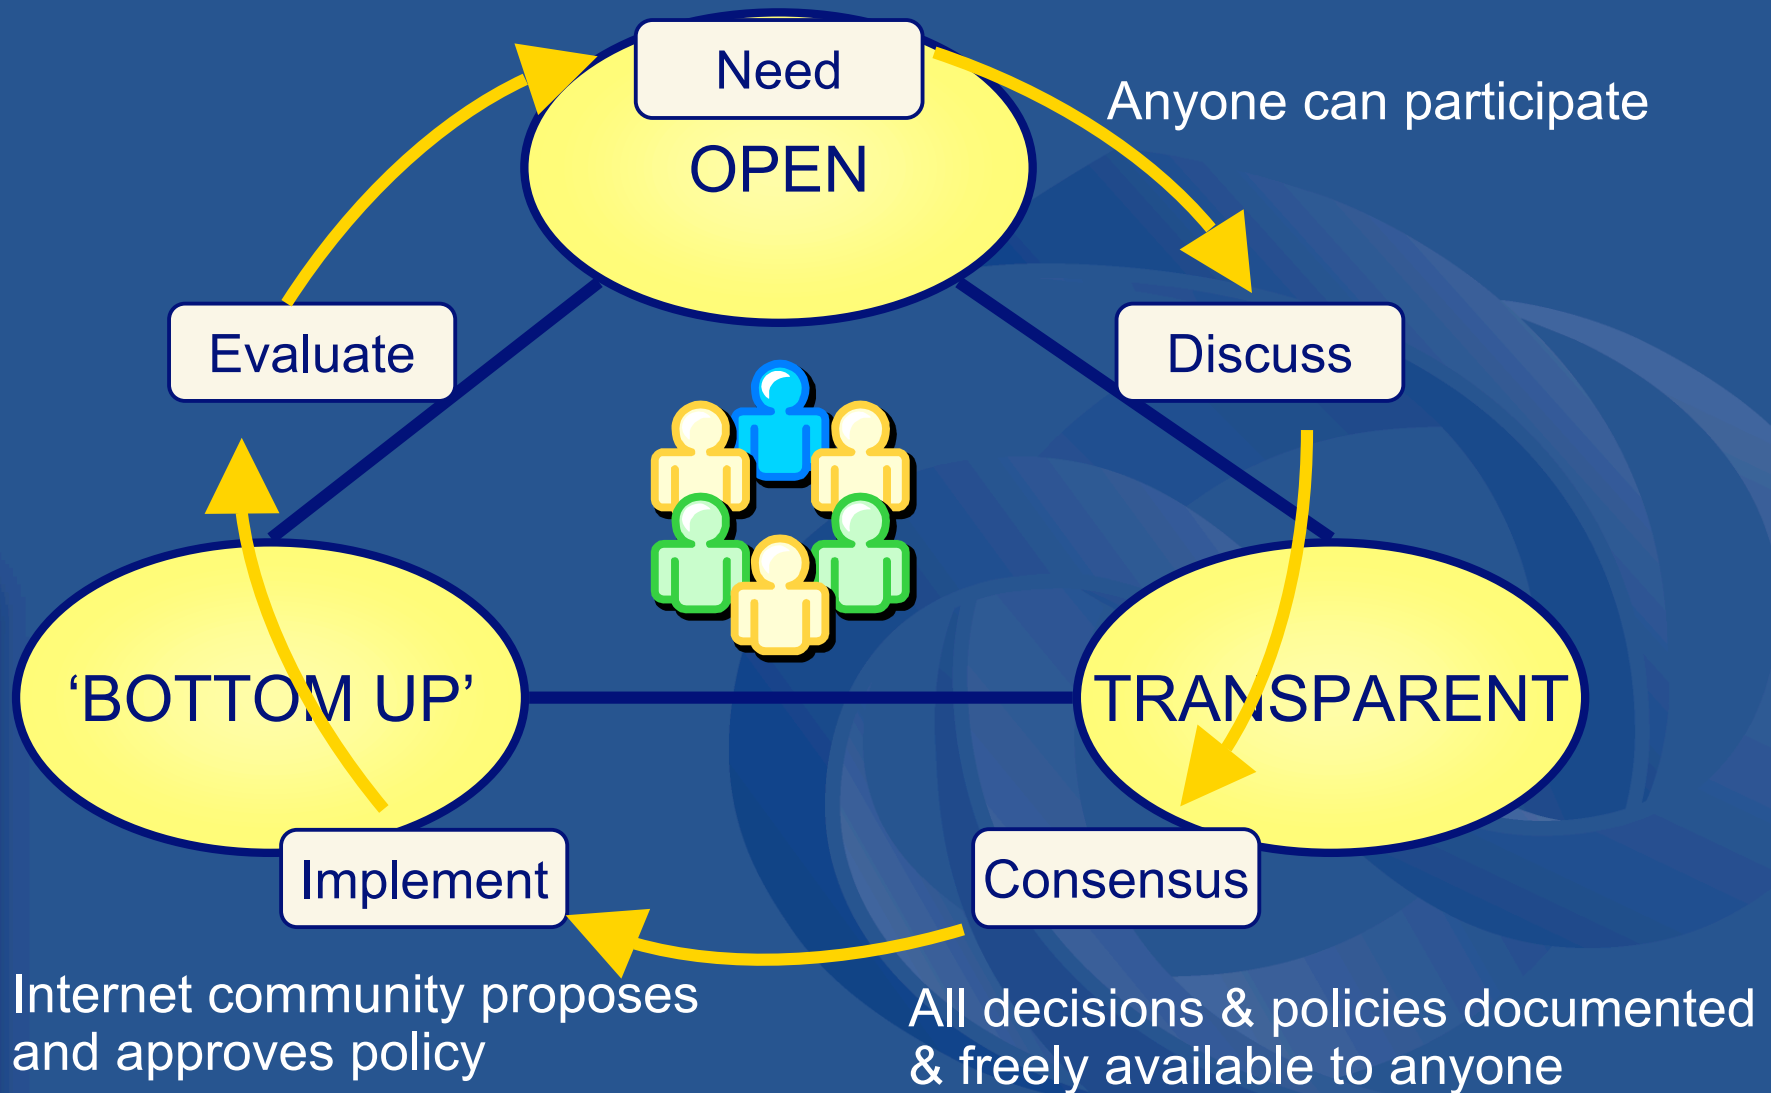 Need
OPEN
Anyone can participate
Evaluate
Discuss
‘BOTTOM UP’
TRANSPARENT
Implement
Consensus
Internet community proposes
and approves policy
All decisions & policies documented
& freely available to anyone